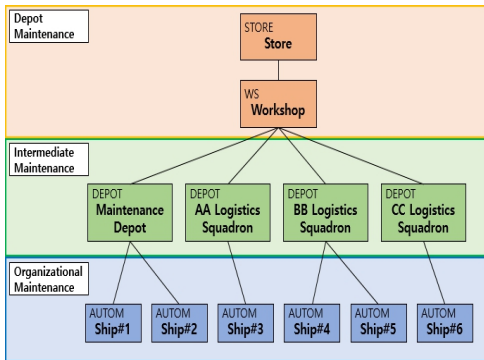 Depot
Maintenance
STORE
Store
WS
Workshop
Intermediate
Maintenance
DEPOT
Maintenance
Depot
DEPOT
AA Logistics
Squadron
DEPOT
BB Logistics
Squadron
DEPOT
CC Logistics
Squadron
Organizational
Maintenance
AUTOM
Ship#1
AUTOM
Ship#2
AUTOM
Ship#3
AUTOM
Ship#4
AUTOM
Ship#5
AUTOM
Ship#6